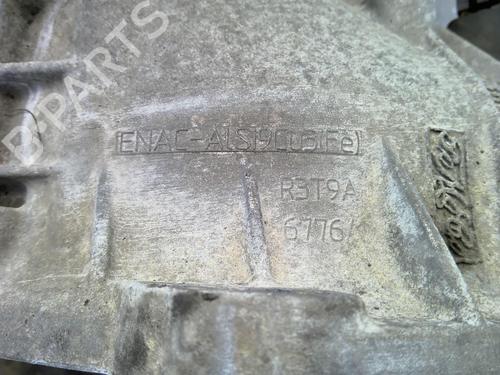 B-PARTS
[ENAC-AlSi9Cu3(Fe)]
R3T9A
6776/